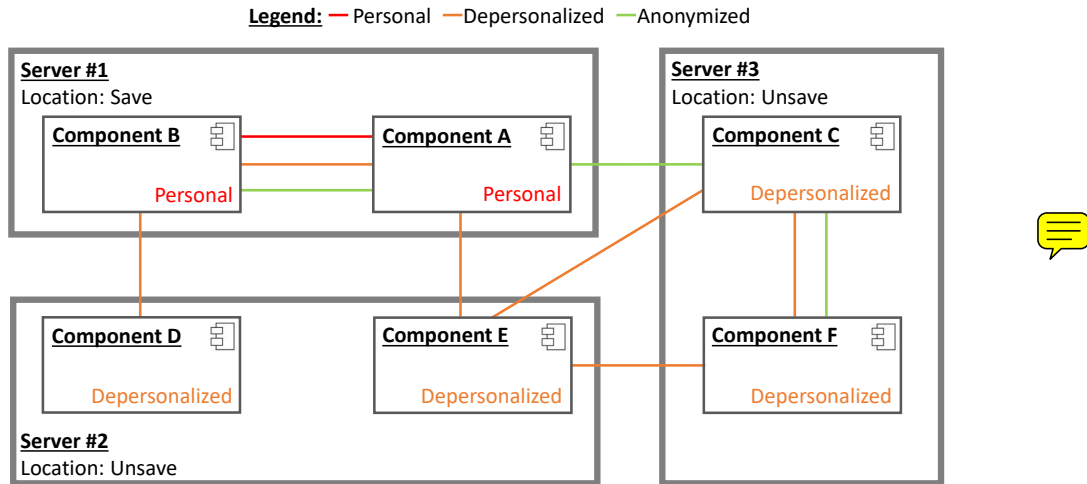 Legend: Personal Depersonalized Anonymized
Server #1
Location: Save
Component B
Personal
Component A
Personal
Server #3
Location: Unsave
Component C
Depersonalized
Component D
Depersonalized
Component E
Depersonalized
Server #2
Location: Unsave
Component F
Depersonalized